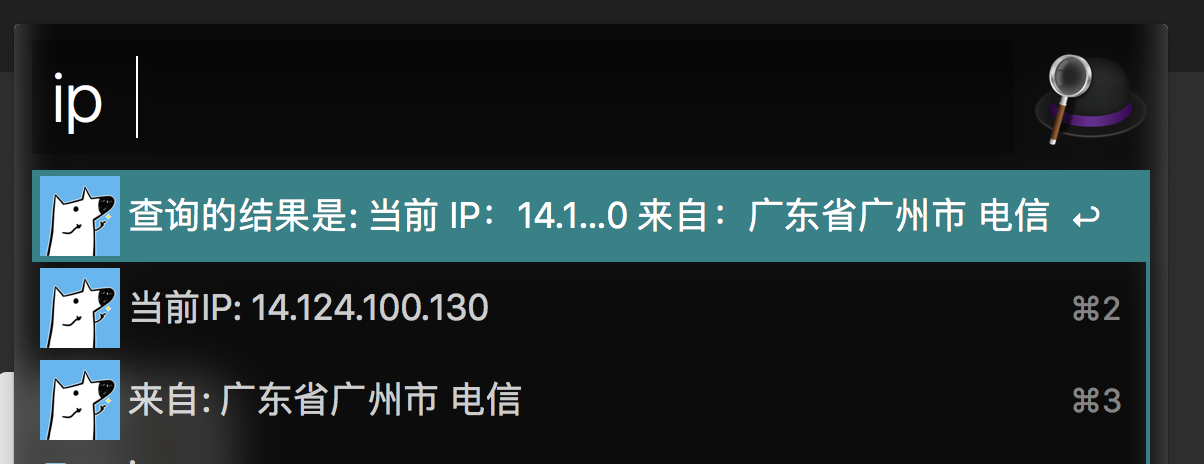 ip
查询的结果是: 当前 IP：14.1...0 来自：广东省广州市 电信 ↩
当前IP: 14.124.100.130 ⌘2
来自: 广东省广州市 电信 ⌘3